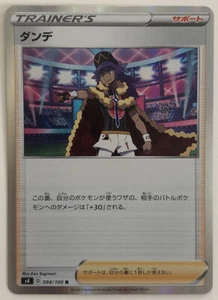 TRAINER'S
サポート
ダンデ
この番、自分のポケモンが使うワザの、相手のバトルポケ
モンへのダメージは「+30」される。
サポートは、自分の番に1枚しか使えない。
094/100 R